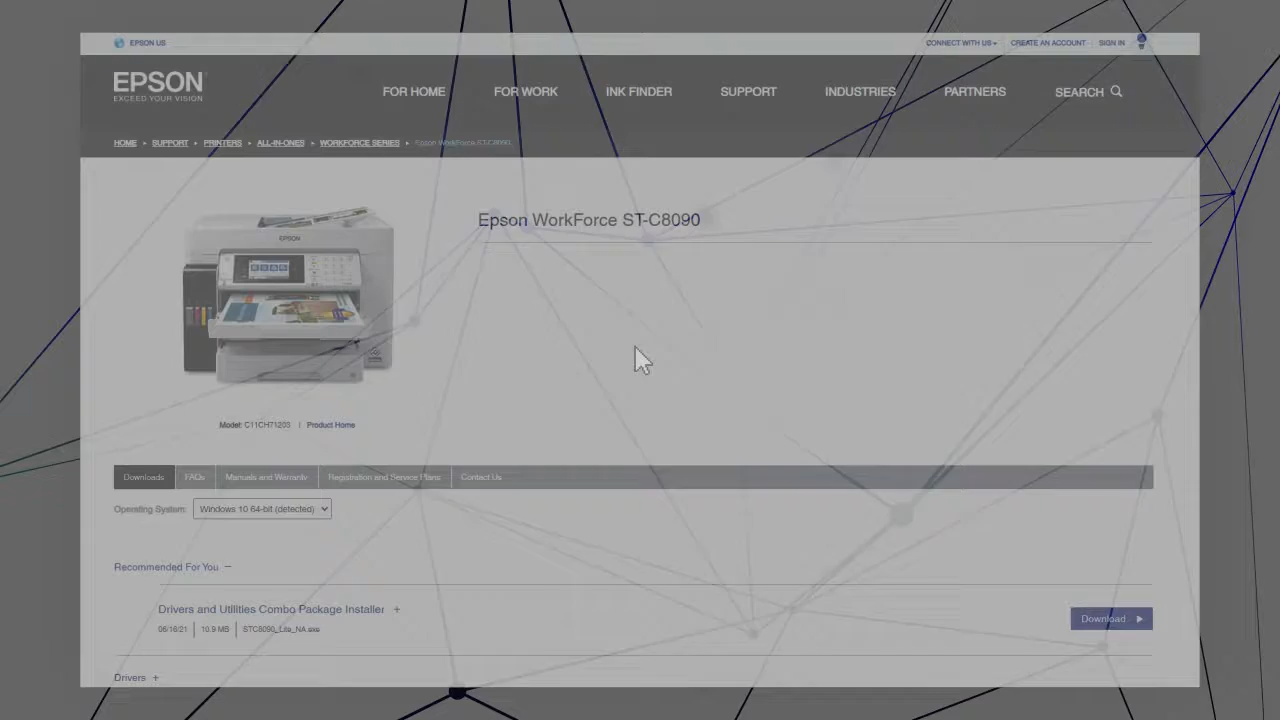 EPSON US
CONNECT WITH US CREATE AN ACCOUNT SIGN IN
EPSON
EXCEED YOUR VISION
FOR HOME FOR WORK INK FINDER SUPPORT INDUSTRIES PARTNERS SEARCH
HOME SUPPORT PRINTERS ALL-IN-ONES WORKFORCE SERIES Epson WorkForce ST-C8090
EPSON
Epson WorkForce ST-C8090
Model: C11CH71203 | Product Home
Downloads FAQs Manuals and Warranty Registration and Service Plans Contact Us
Operating System: Windows 10 64-bit (detected)
Recommended For You −
Drivers and Utilities Combo Package Installer +
06/16/21 | 10.9 MB | STC8090_Lite_NA.exe
Download
Drivers +